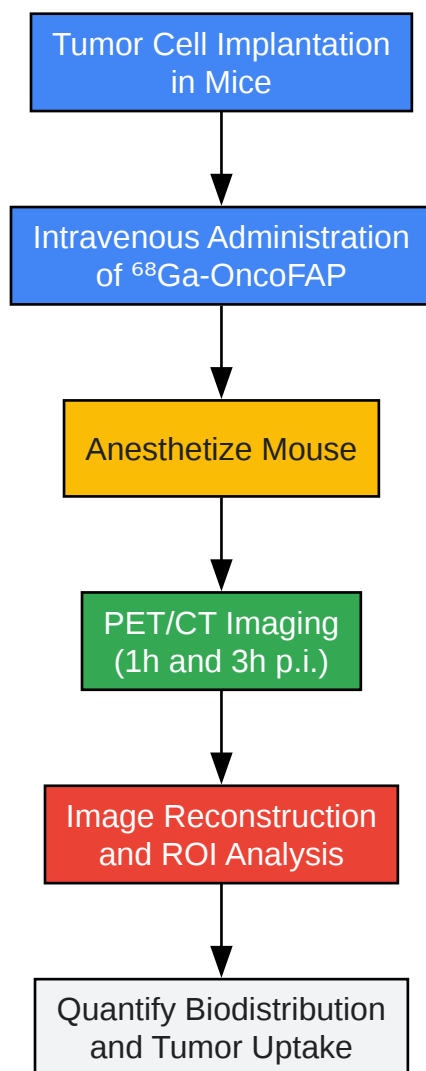 Tumor Cell Implantation
in Mice
Intravenous Administration
of ⁶⁸Ga-OncoFAP
Anesthetize Mouse
PET/CT Imaging
(1h and 3h p.i.)
Image Reconstruction
and ROI Analysis
Quantify Biodistribution
and Tumor Uptake